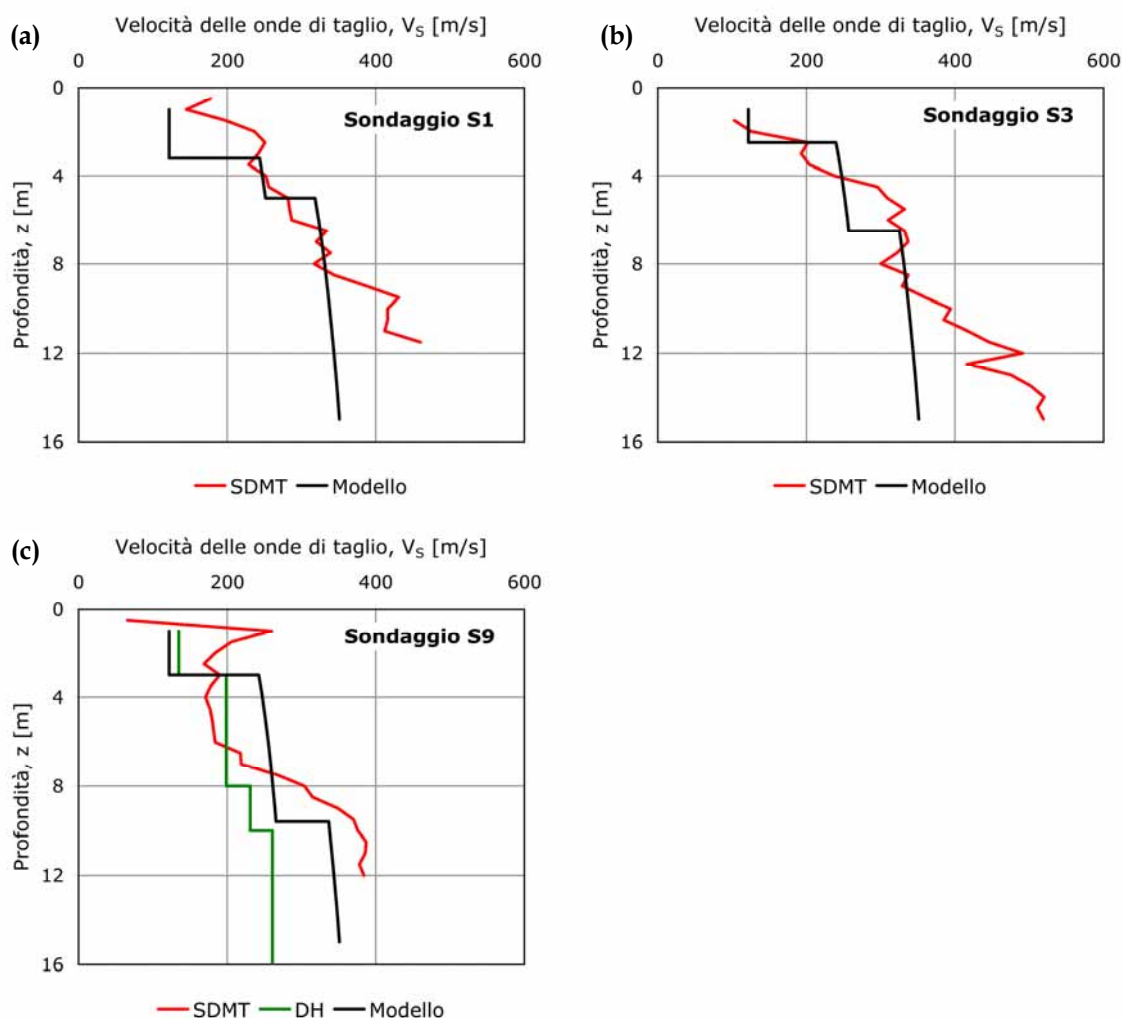 (a)
Velocità delle onde di taglio, VS [m/s]
0 200 400 600
0
4
8
12
16
Profondità, z [m]
Sondaggio S1
SDMT Modello
(b)
Velocità delle onde di taglio, VS [m/s]
0 200 400 600
0
4
8
12
16
Profondità, z [m]
Sondaggio S3
SDMT Modello
(c)
Velocità delle onde di taglio, VS [m/s]
0 200 400 600
0
4
8
12
16
Profondità, z [m]
Sondaggio S9
SDMT DH Modello